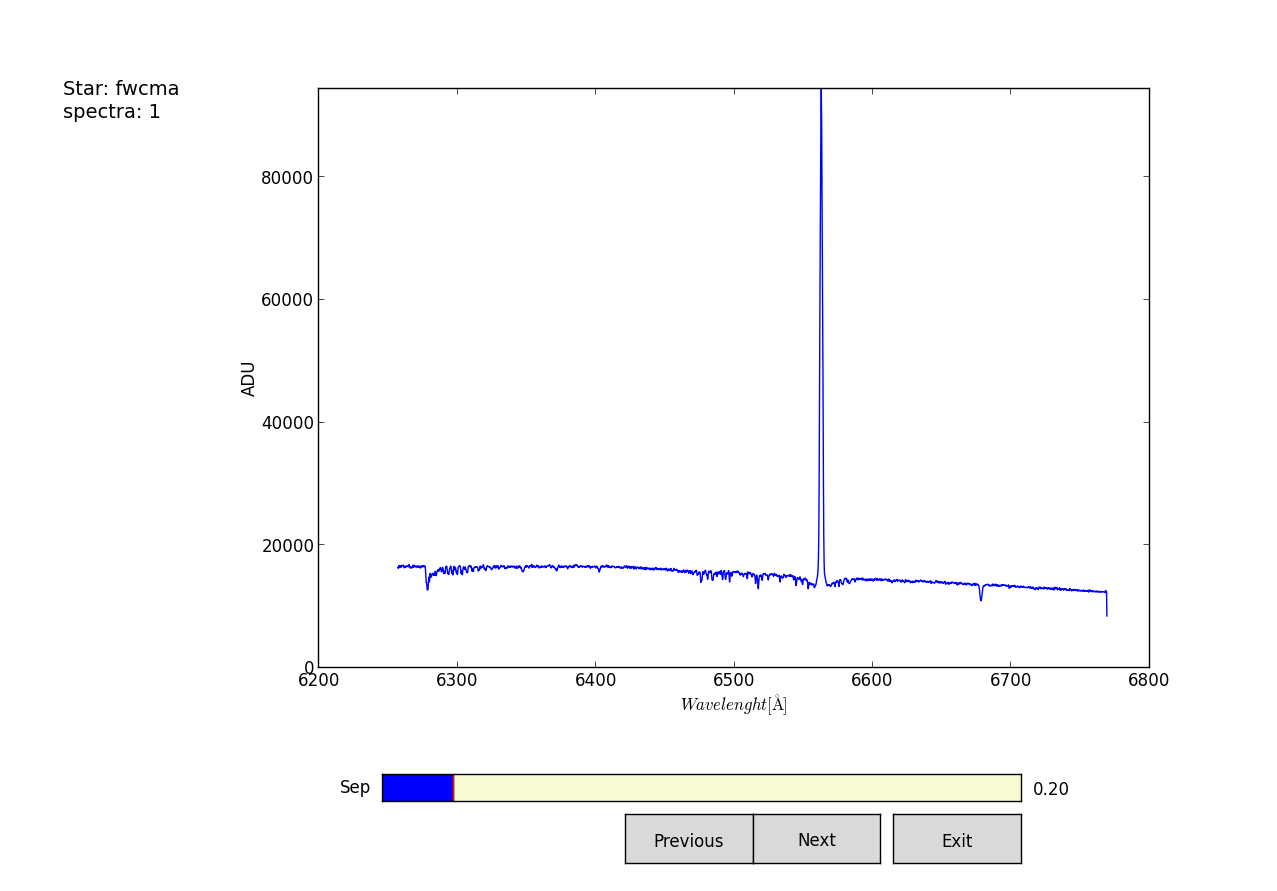 Star: fwcma
spectra: 1
80000
60000
40000
20000
0
ADU
6200 6300 6400 6500 6600 6700 6800
Wavelenght[Å]
Sep 0.20
Previous Next Exit